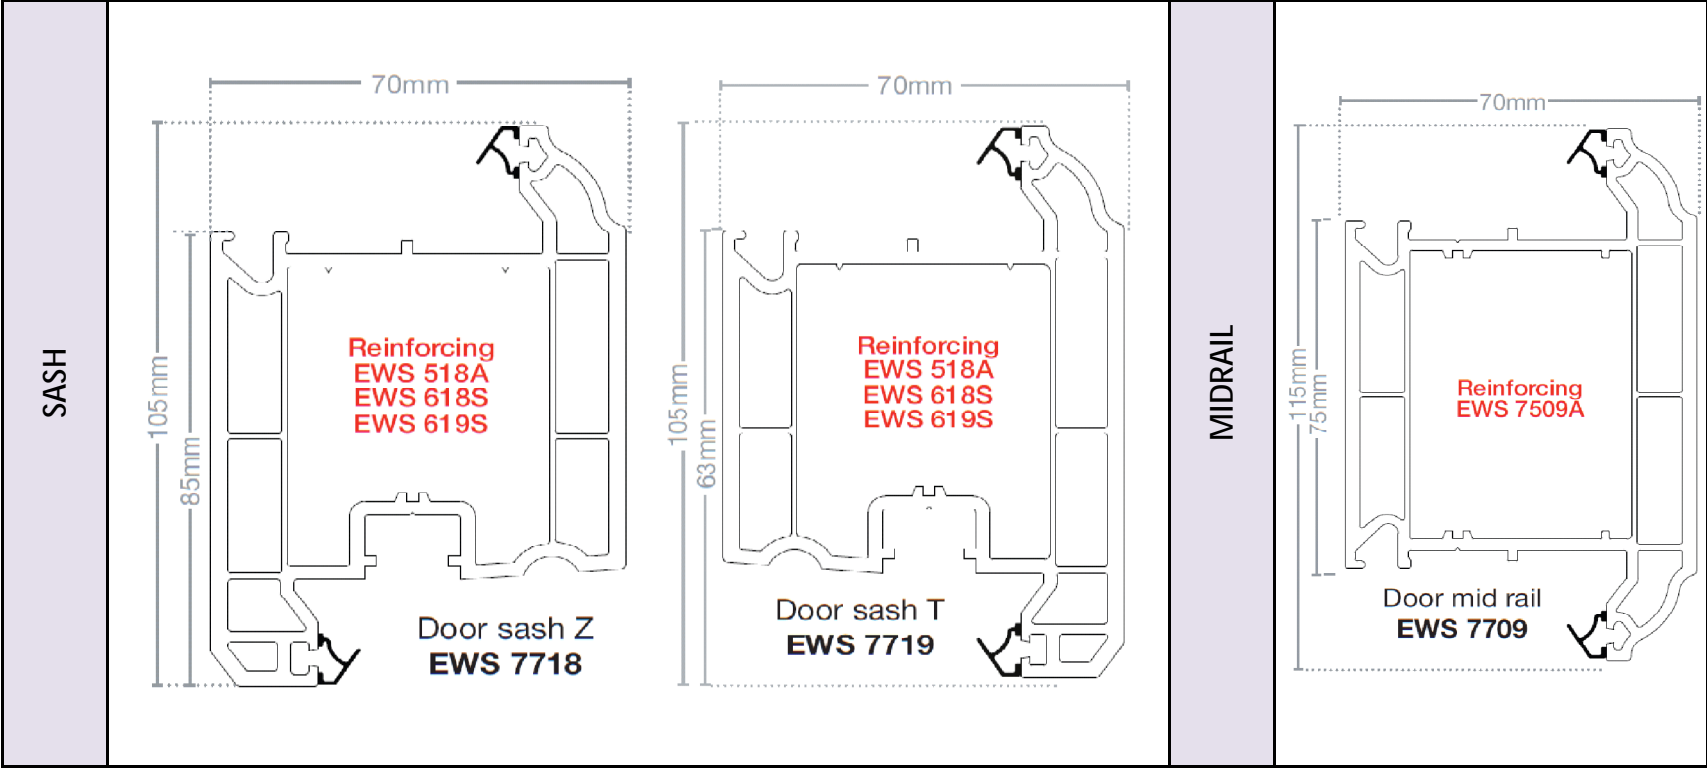 SASH
70mm
105mm
85mm
Reinforcing
EWS 518A
EWS 618S
EWS 619S
Door sash Z
EWS 7718
70mm
105mm
63mm
Reinforcing
EWS 518A
EWS 618S
EWS 619S
Door sash T
EWS 7719
MIDRAIL
70mm
115mm
75mm
Reinforcing
EWS 7509A
Door mid rail
EWS 7709